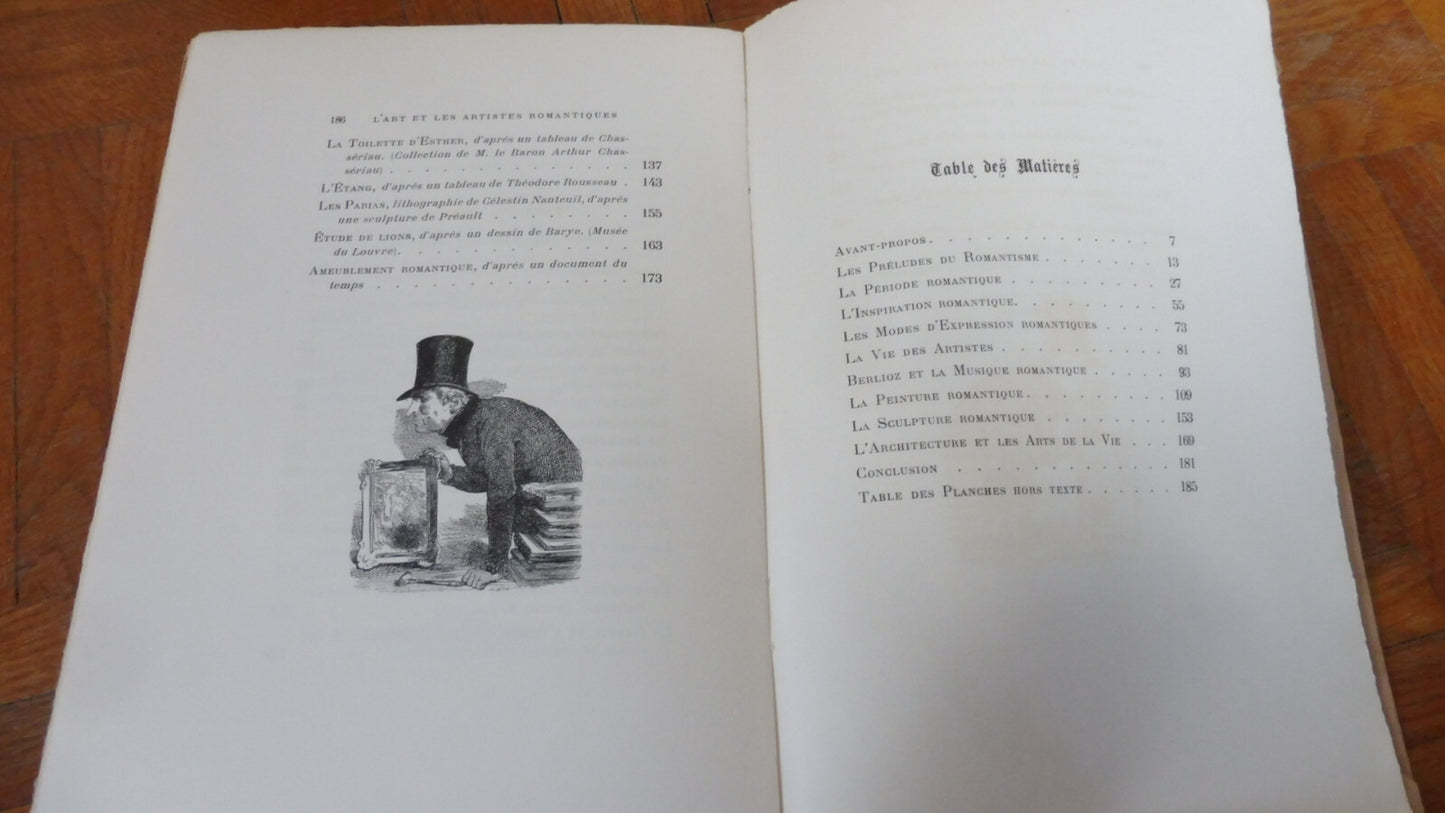 186 L'ART ET LES ARTISTES ROMANTIQUES
LA TOILETTE D'ESTHER, d'après un tableau de Chas-
sériau. (Collection de M. le Baron Arthur Chas-
sériau) . . . . . . . . . . . . . . 137
L'ÉTANG, d'après un tableau de Théodore Rousseau . 143
LES PARIAS, lithographie de Célestin Nanteuil, d'après
une sculpture de Préault . . . . . . . . 155
ÉTUDE DE LIONS, d'après un dessin de Barye. (Musée
du Louvre). . . . . . . . . . . . . 163
AMEUBLEMENT ROMANTIQUE, d'après un document du
temps . . . . . . . . . . . . . . 173
Table des Matières
AVANT-PROPOS. . . . . . . . . . . . . 7
LES PRÉLUDES DU ROMANTISME . . . . . . . 13
LA PÉRIODE ROMANTIQUE . . . . . . . . . 27
L'INSPIRATION ROMANTIQUE. . . . . . . . . 55
LES MODES D'EXPRESSION ROMANTIQUES . . . . 73
LA VIE DES ARTISTES . . . . . . . . . . 81
BERLIOZ ET LA MUSIQUE ROMANTIQUE . . . . . 93
LA PEINTURE ROMANTIQUE. . . . . . . . . 109
LA SCULPTURE ROMANTIQUE . . . . . . . . 153
L'ARCHITECTURE ET LES ARTS DE LA VIE . . . 169
CONCLUSION . . . . . . . . . . . . . 181
TABLE DES PLANCHES HORS TEXTE . . . . . . 185